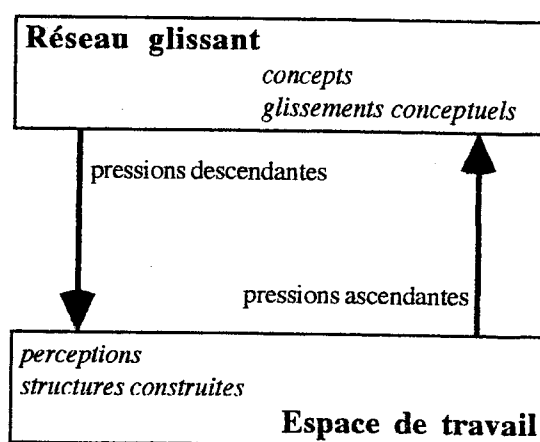 Réseau glissant
concepts
glissements conceptuels
pressions descendantes
pressions ascendantes
perceptions
structures construites
Espace de travail